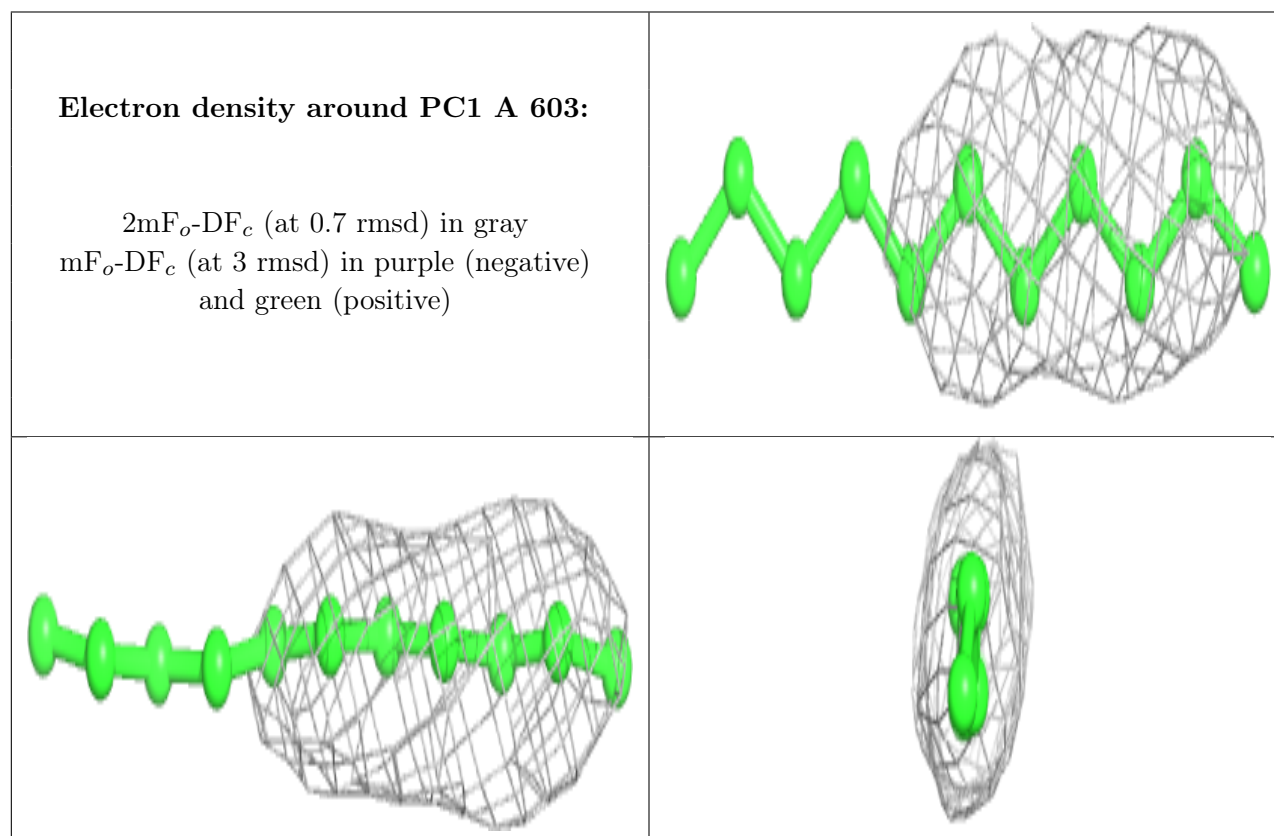 Electron density around PC1 A 603:
2mFₒ-DF𝑐 (at 0.7 rmsd) in gray
mFₒ-DF𝑐 (at 3 rmsd) in purple (negative)
and green (positive)